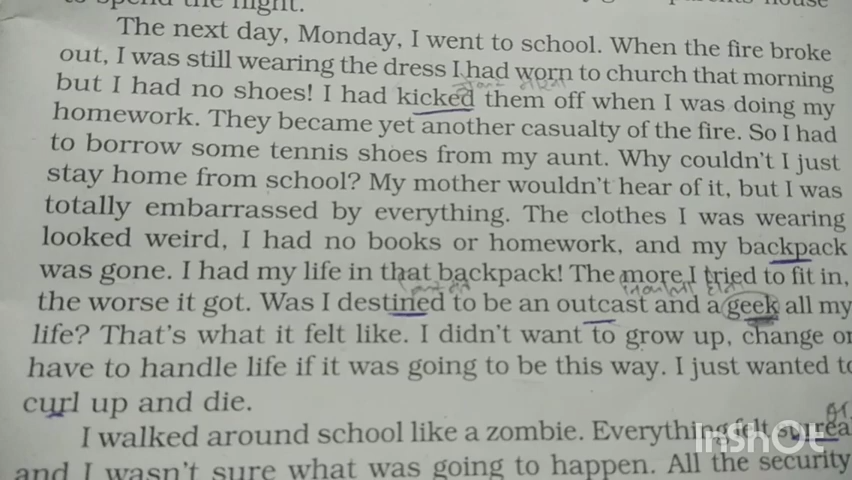 to spend the night.
house
The next day, Monday, I went to school. When the fire broke
out, I was still wearing the dress I had worn to church that morning
but I had no shoes! I had kicked them off when I was doing my
homework. They became yet another casualty of the fire. So I had
to borrow some tennis shoes from my aunt. Why couldn't I just
stay home from school? My mother wouldn't hear of it, but I was
totally embarrassed by everything. The clothes I was wearing
looked weird, I had no books or homework, and my backpack
was gone. I had my life in that backpack! The more I tried to fit in,
the worse it got. Was I destined to be an outcast and a geek all my
life? That's what it felt like. I didn't want to grow up, change or
have to handle life if it was going to be this way. I just wanted to
curl up and die.
I walked around school like a zombie. Everything felt surreal
and I wasn't sure what was going to happen. All the security
InShOt